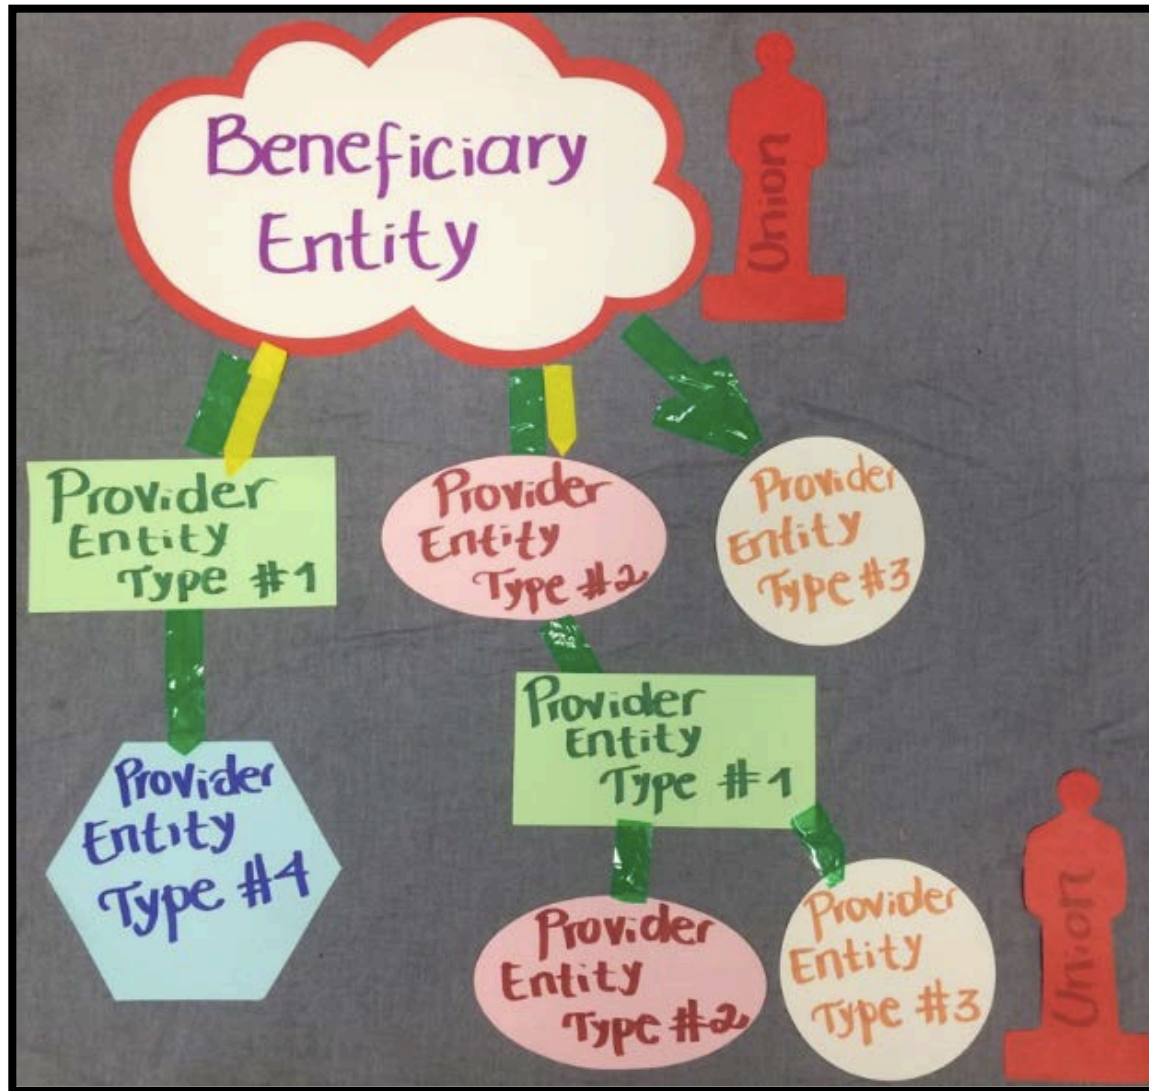 Beneficiary
Entity
Union
Provider
Entity
Type #1
Provider
Entity
Type #2
Provider
Entity
Type #3
Provider
Entity
Type #1
Provider
Entity
Type #4
Provider
Entity
Type #2
Provider
Entity
Type #3
Union